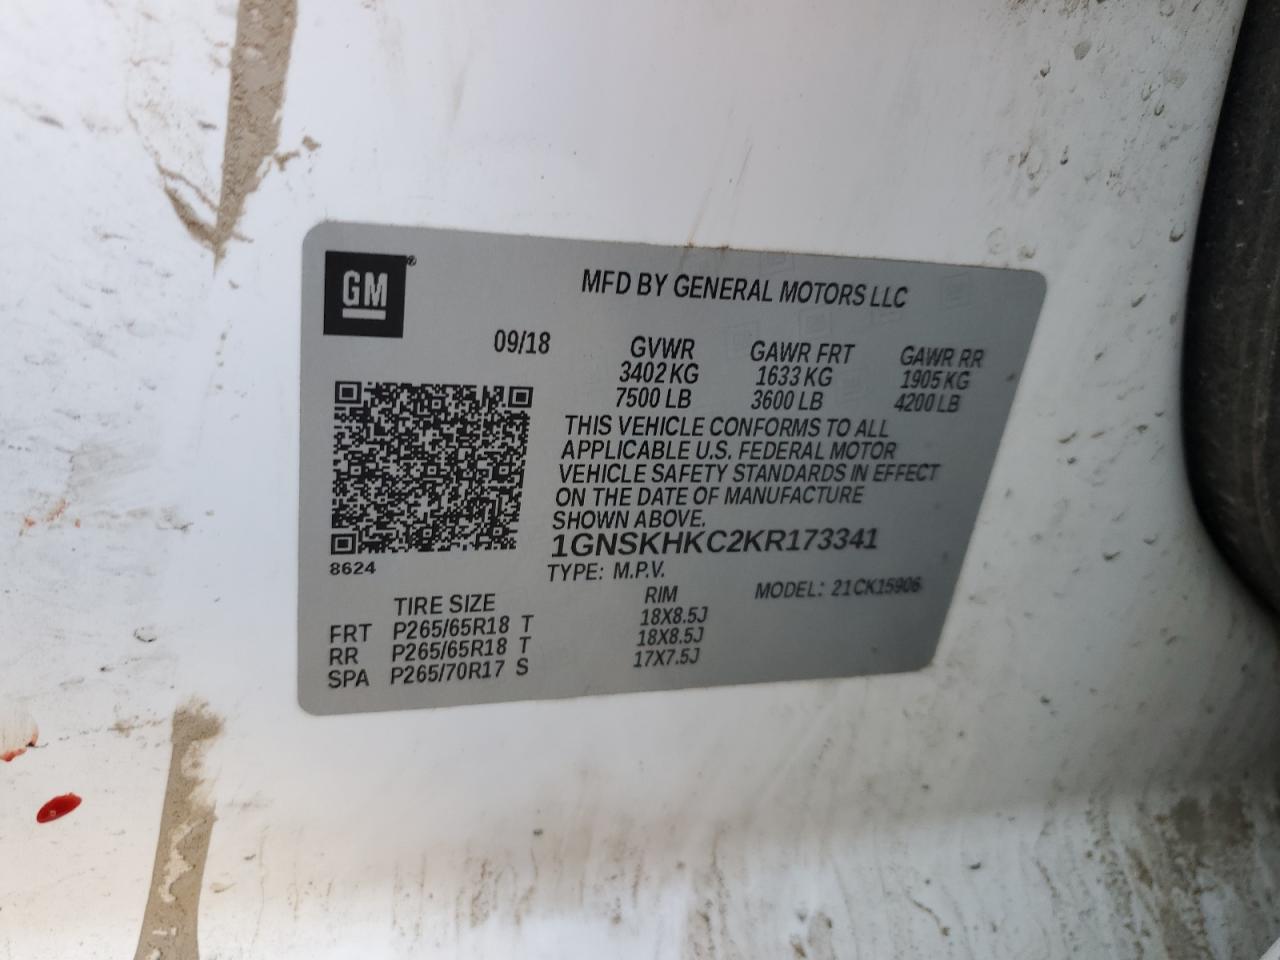 GM®
MFD BY GENERAL MOTORS LLC
09/18 GVWR GAWR FRT GAWR RR
3402 KG 1633 KG 1905 KG
7500 LB 3600 LB 4200 LB
THIS VEHICLE CONFORMS TO ALL
APPLICABLE U.S. FEDERAL MOTOR
VEHICLE SAFETY STANDARDS IN EFFECT
ON THE DATE OF MANUFACTURE
SHOWN ABOVE.
1GNSKHKC2KR173341
8624
TYPE: M.P.V. MODEL: 21CK15906
TIRE SIZE RIM
FRT P265/65R18 T 18X8.5J
RR P265/65R18 T 18X8.5J
SPA P265/70R17 S 17X7.5J